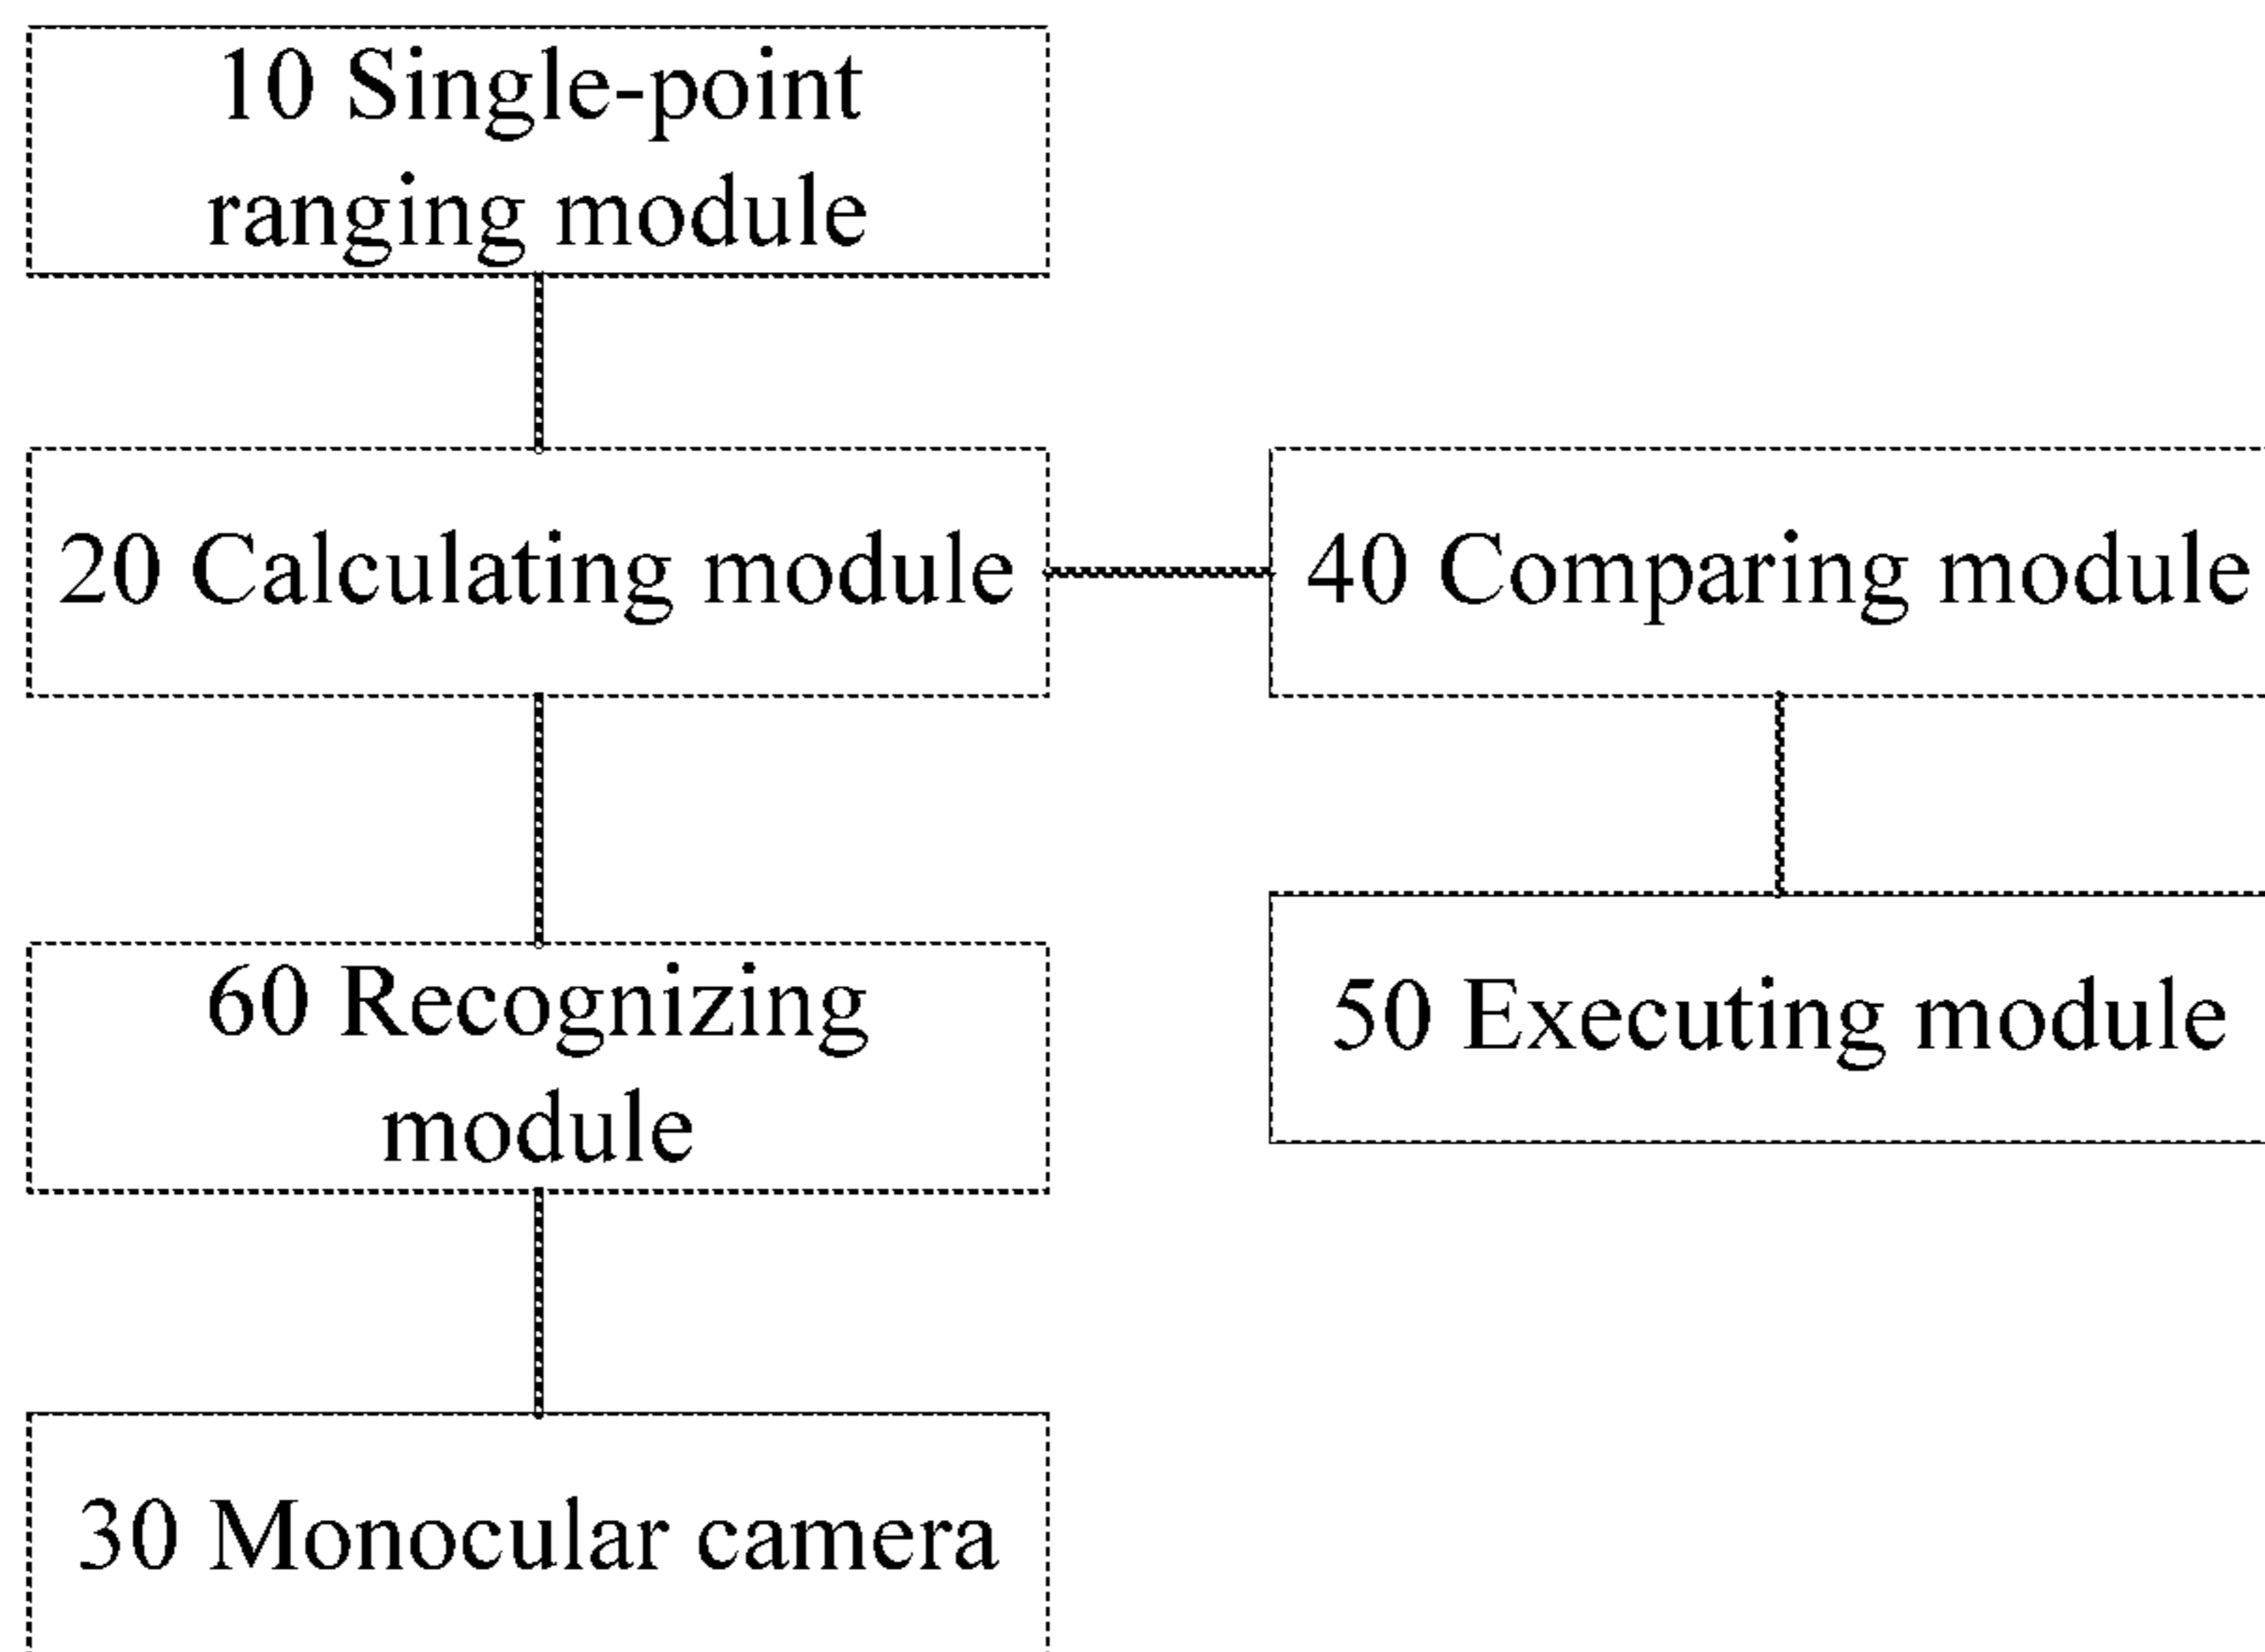 10 Single-point
ranging module
20 Calculating module
40 Comparing module
60 Recognizing
module
50 Executing module
30 Monocular camera